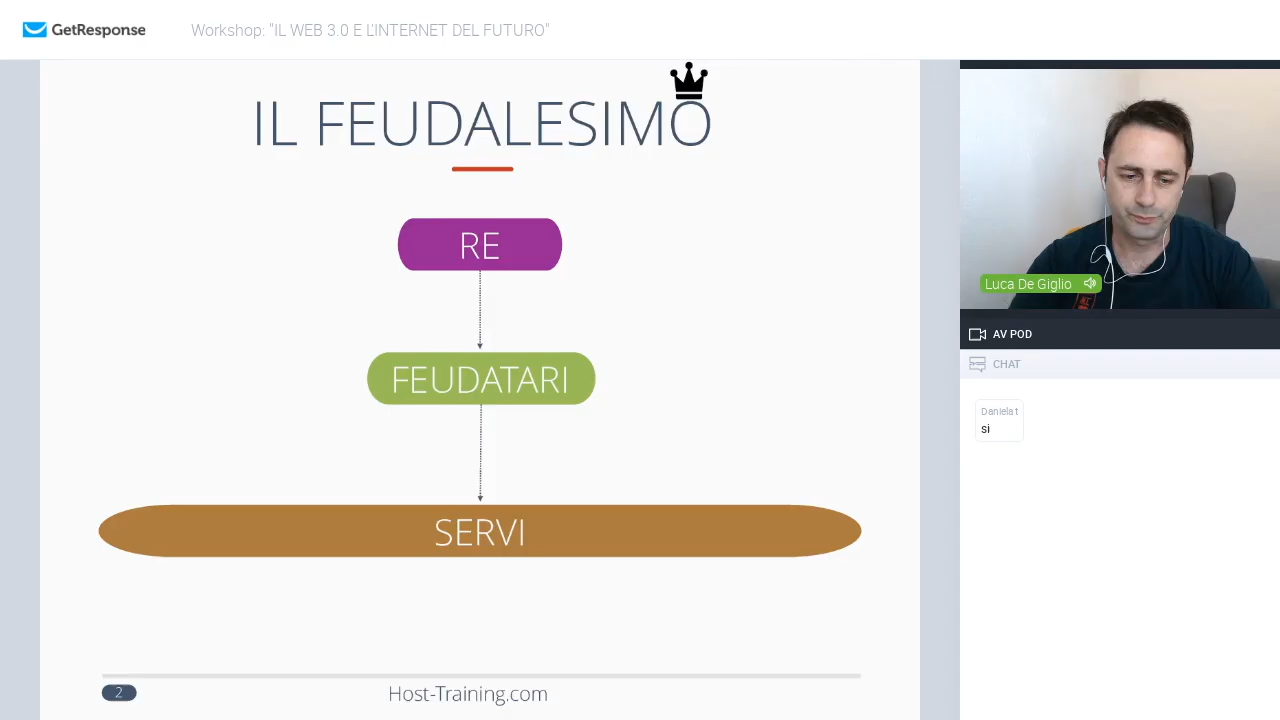 GetResponse
Workshop: "IL WEB 3.0 E L'INTERNET DEL FUTURO"
IL FEUDALESIMO
RE
FEUDATARI
SERVI
2
Host-Training.com
Luca De Giglio
AV POD
CHAT
Danielat
si